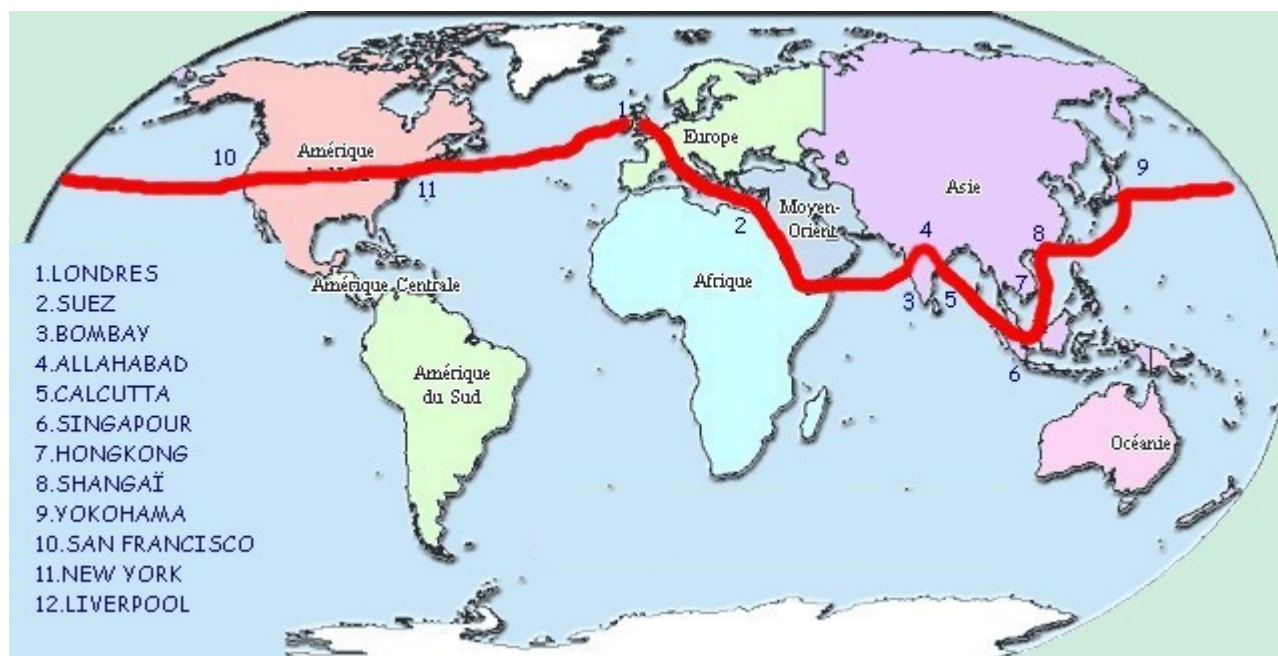 1
10
Europe
Amérique
du Nord
9
11
Asie
Moyen-
Orient
2
4
8
1.LONDRES
Afrique
7
Amérique Centrale
2.SUEZ
3
5
3.BOMBAY
4.ALLAHABAD
Amérique
du Sud
6
5.CALCUTTA
6.SINGAPOUR
Océanie
7.HONGKONG
8.SHANGAÏ
9.YOKOHAMA
10.SAN FRANCISCO
11.NEW YORK
12.LIVERPOOL